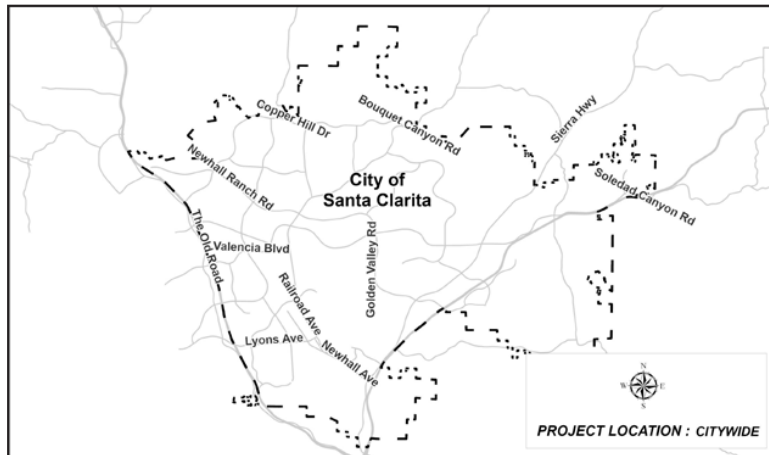 Copper Hill Dr
Bouquet Canyon Rd
Sierra Hwy
Newhall Ranch Rd
City of
Santa Clarita
Soledad Canyon Rd
The Old Road
Valencia Blvd
Golden Valley Rd
Railroad Ave
Lyons Ave
Newhall Ave
N
W E
S
PROJECT LOCATION : CITYWIDE